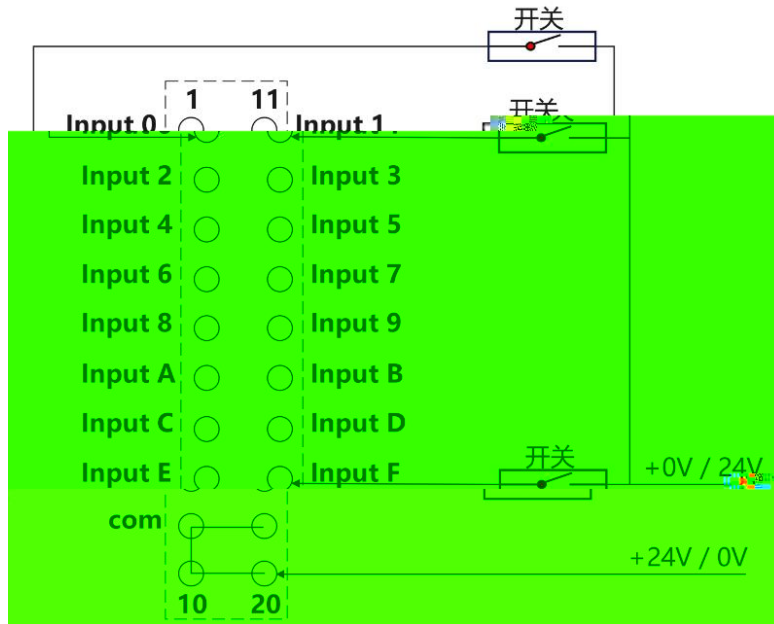 开关
1 11
开关
Input 0 Input 1
Input 2 Input 3
Input 4 Input 5
Input 6 Input 7
Input 8 Input 9
Input A Input B
Input C Input D
开关
Input E Input F +0V / 24V
com
+24V / 0V
10 20